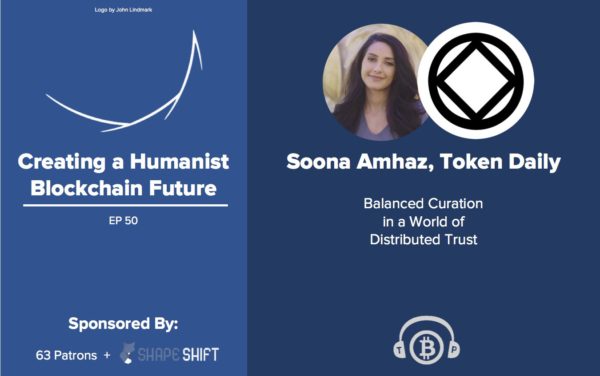 Logo by John Lindmark
Creating a Humanist
Blockchain Future
EP 50
Sponsored By:
63 Patrons +
SHAPESHIFT
Soona Amhaz, Token Daily
Balanced Curation
in a World of
Distributed Trust
T B P